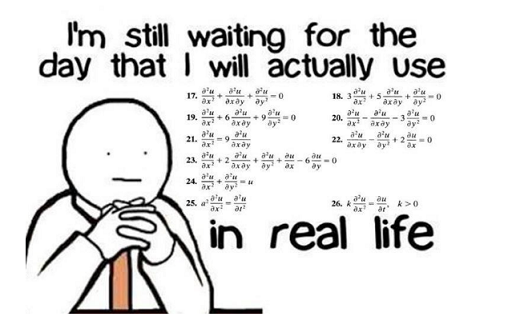 I'm still waiting for the
day that I will actually use
17. ∂²u/∂x² + ∂²u/∂x∂y + ∂²u/∂y² = 0
18. 3 ∂²u/∂x² + 5 ∂²u/∂x∂y + ∂²u/∂y² = 0
19. ∂²u/∂x² + 6 ∂²u/∂x∂y + 9 ∂²u/∂y² = 0
20. ∂²u/∂x² − ∂²u/∂x∂y − 3 ∂²u/∂y² = 0
21. ∂²u/∂x² = 9 ∂²u/∂x∂y
22. ∂²u/∂x∂y − ∂²u/∂y² + 2 ∂u/∂x = 0
23. ∂²u/∂x² + 2 ∂²u/∂x∂y + ∂²u/∂y² + ∂u/∂x − 6 ∂u/∂y = 0
24. ∂²u/∂x² + ∂²u/∂y² = u
25. a² ∂²u/∂x² = ∂²u/∂t²
26. k ∂²u/∂x² = ∂u/∂t, k > 0
in real life